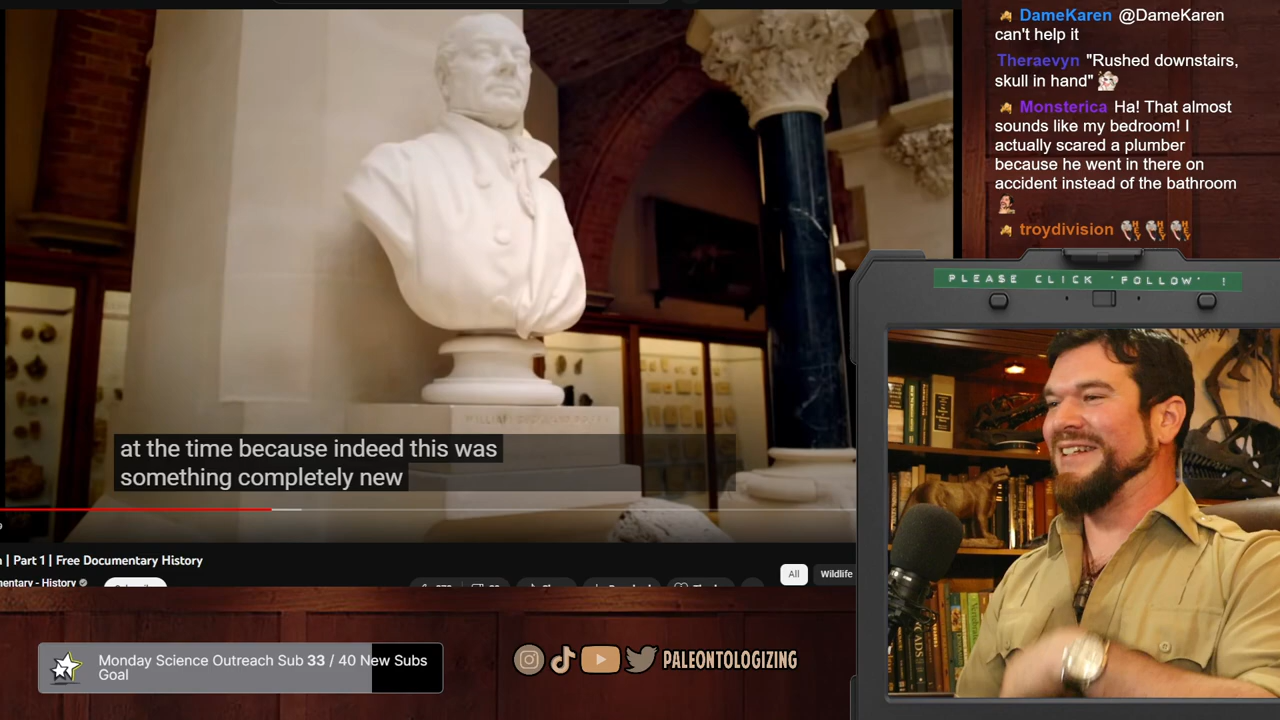 DameKaren @DameKaren
can't help it
Theraevyn "Rushed downstairs,
skull in hand"
Monsterica Ha! That almost
sounds like my bedroom! I
actually scared a plumber
because he went in there on
accident instead of the bathroom
troydivision
PLEASE CLICK "FOLLOW" !
at the time because indeed this was
something completely new
| Part 1 | Free Documentary History
mentary - History
All
Wildlife
Monday Science Outreach Sub 33 / 40 New Subs
Goal
PALEONTOLOGIZING